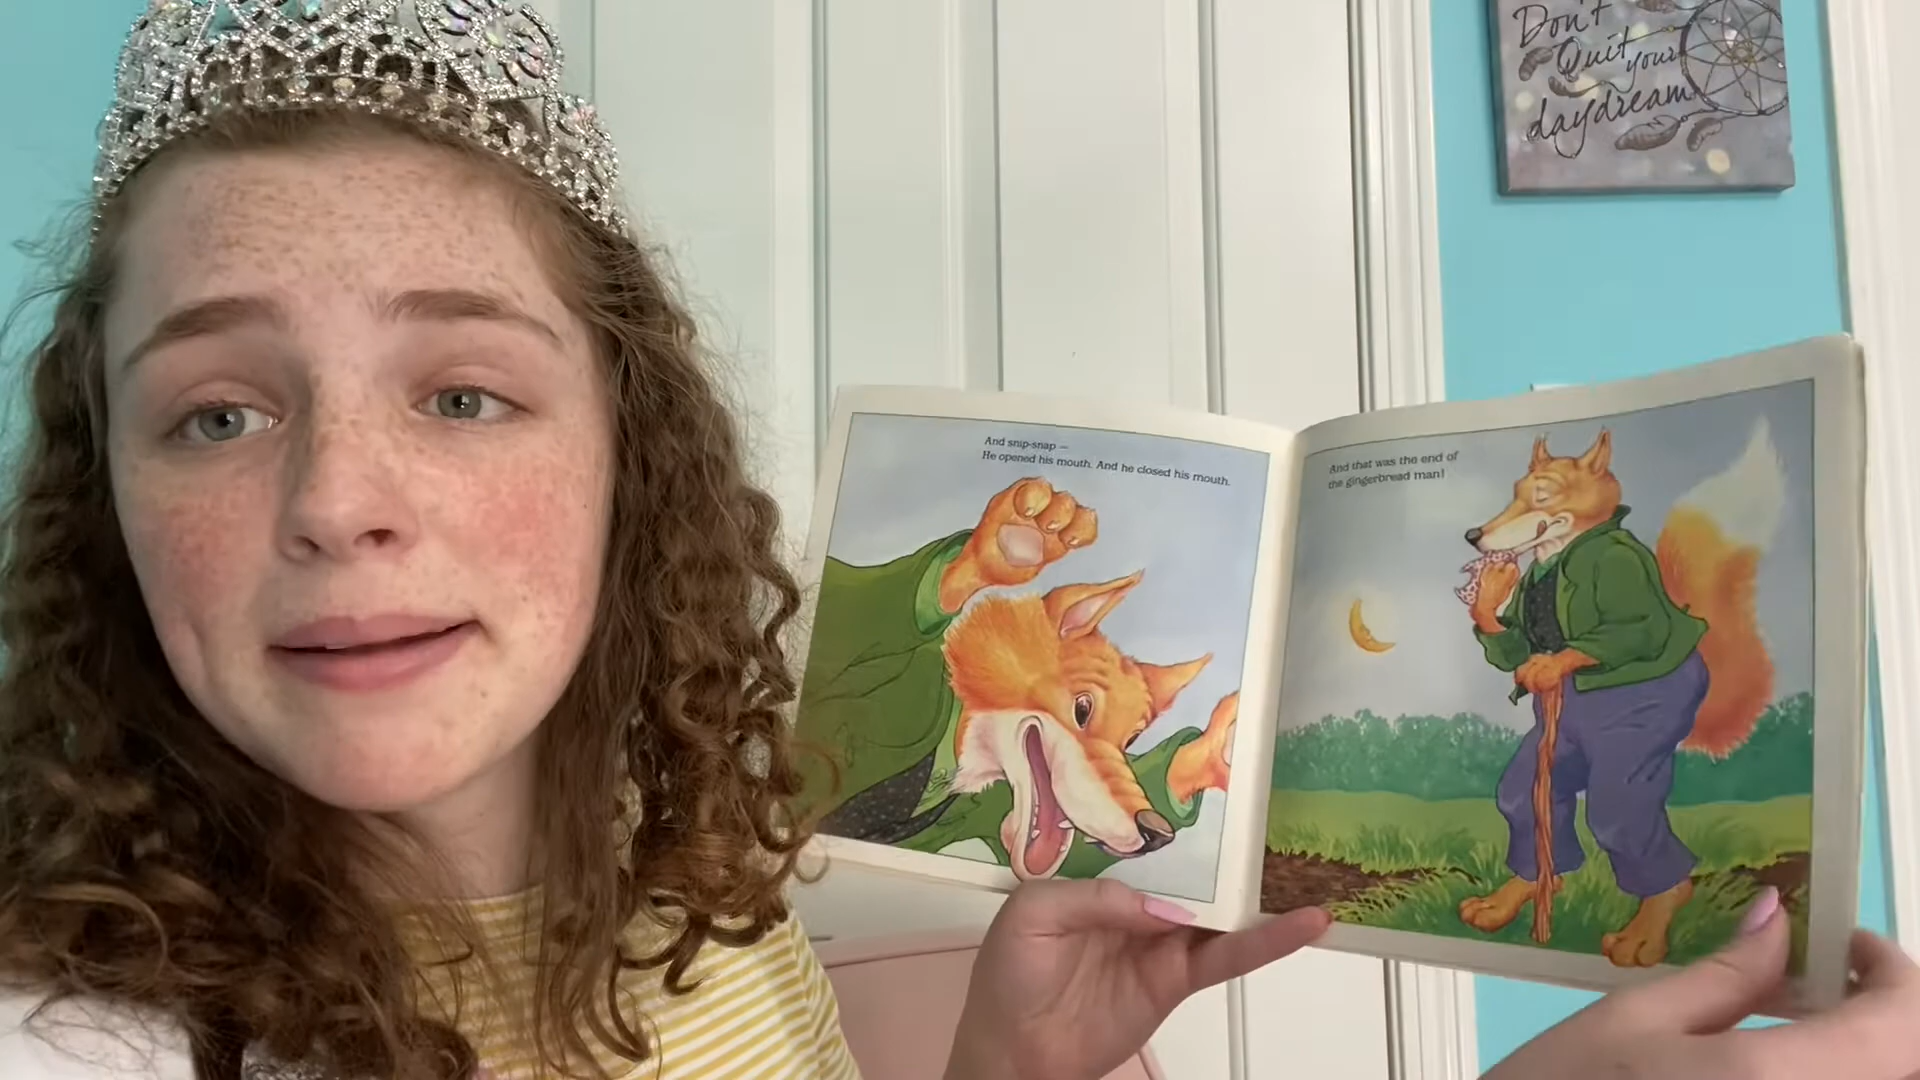 Don't
Quit your
daydream
And snip-snap —
He opened his mouth. And he closed his mouth.
And that was the end of
the gingerbread man!